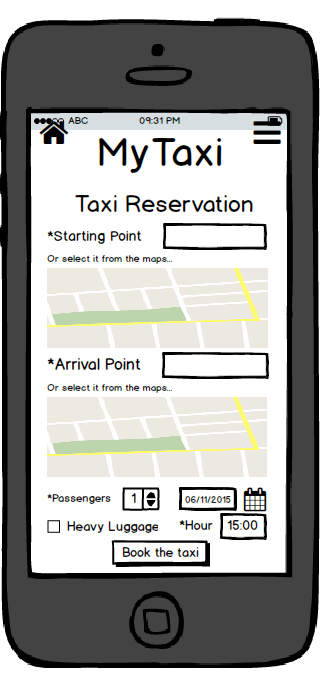 ABC 09:31 PM
MyTaxi
Taxi Reservation
*Starting Point
Or select it from the maps...
*Arrival Point
Or select it from the maps...
*Passengers 1 06/11/2015
Heavy Luggage *Hour 15:00
Book the taxi